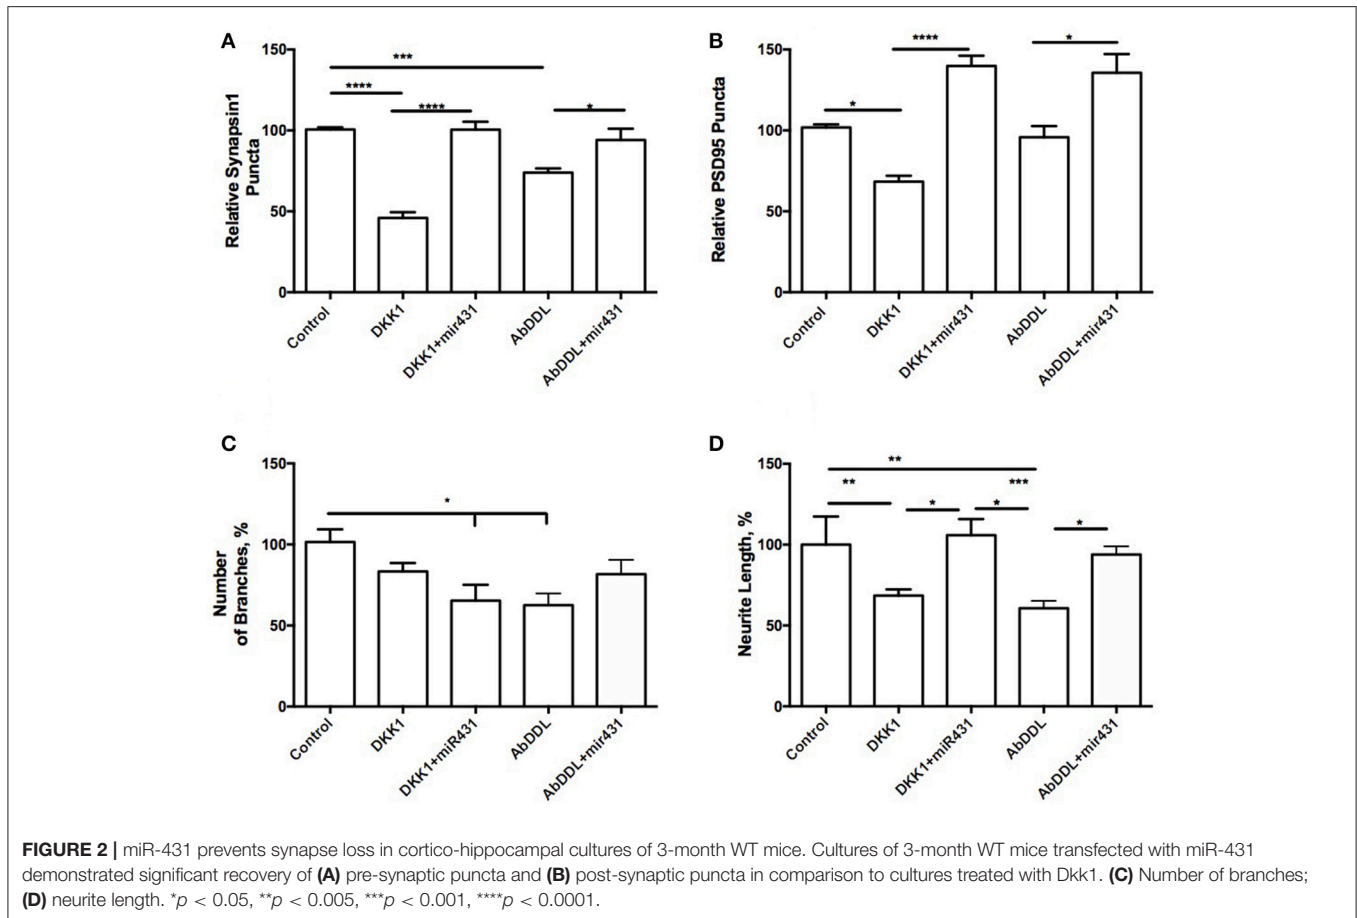 A
150
100
50
0
Relative Synapsin1
Puncta
***
****
****
*
Control
DKK1
DKK1+mir431
AbDDL
AbDDL+mir431
B
150
100
50
0
Relative PSD95 Puncta
*
****
*
Control
DKK1
DKK1+mir431
AbDDL
AbDDL+mir431
C
150
100
50
0
Number
of Branches, %
*
Control
DKK1
DKK1+miR431
AbDDL
AbDDL+mir431
D
150
100
50
0
Neurite Length, %
**
**
***
*
*
*
Control
DKK1
DKK1+miR431
AbDDL
AbDDL+mir431
FIGURE 2 | miR-431 prevents synapse loss in cortico-hippocampal cultures of 3-month WT mice. Cultures of 3-month WT mice transfected with miR-431
demonstrated significant recovery of (A) pre-synaptic puncta and (B) post-synaptic puncta in comparison to cultures treated with Dkk1. (C) Number of branches;
(D) neurite length. *p < 0.05, **p < 0.005, ***p < 0.001, ****p < 0.0001.